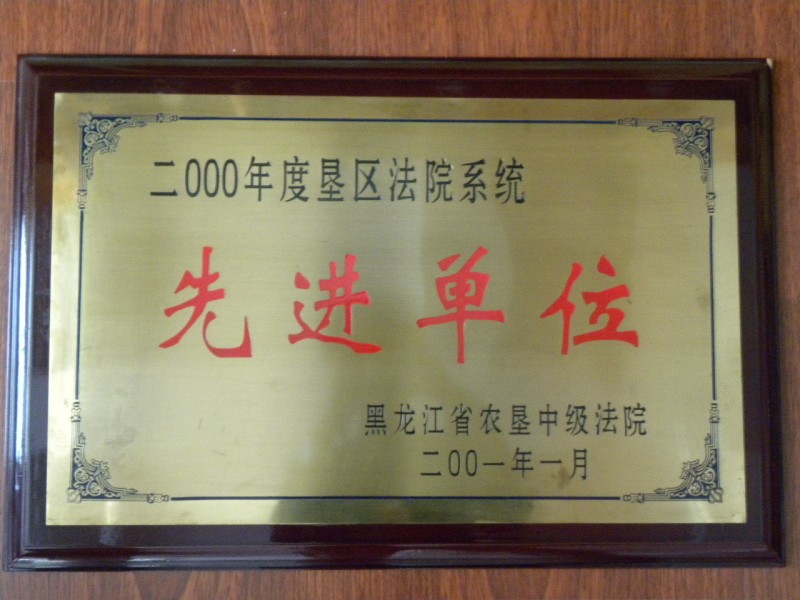 二000年度垦区法院系统
先进单位
黑龙江省农垦中级法院
二00一年一月